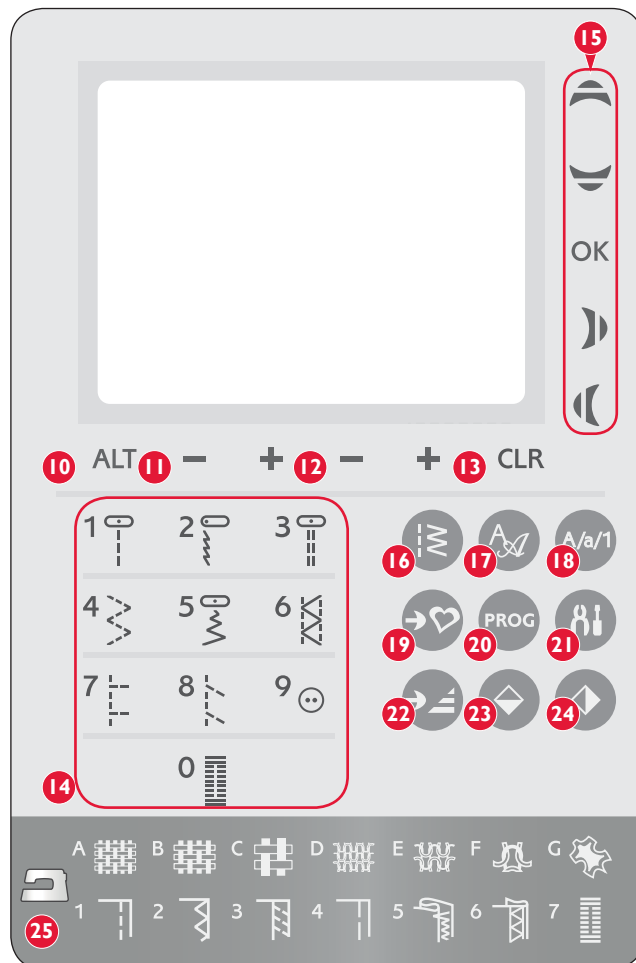 15
OK
10 ALT 11 − + 12 − + 13 CLR
1 2 3
16 17 A 18 A/a/1
4 5 6
19 20 PROG 21
7 8 9
22 23 24
0
14
A B C D E F G
25 1 2 3 4 5 6 7